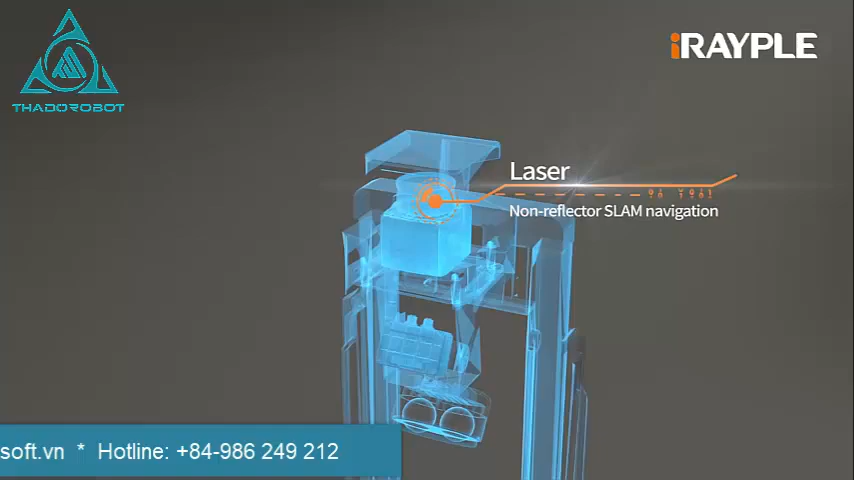 iRAYPLE
THADOROBOT
Laser
Non-reflector SLAM navigation
soft.vn * Hotline: +84-986 249 212